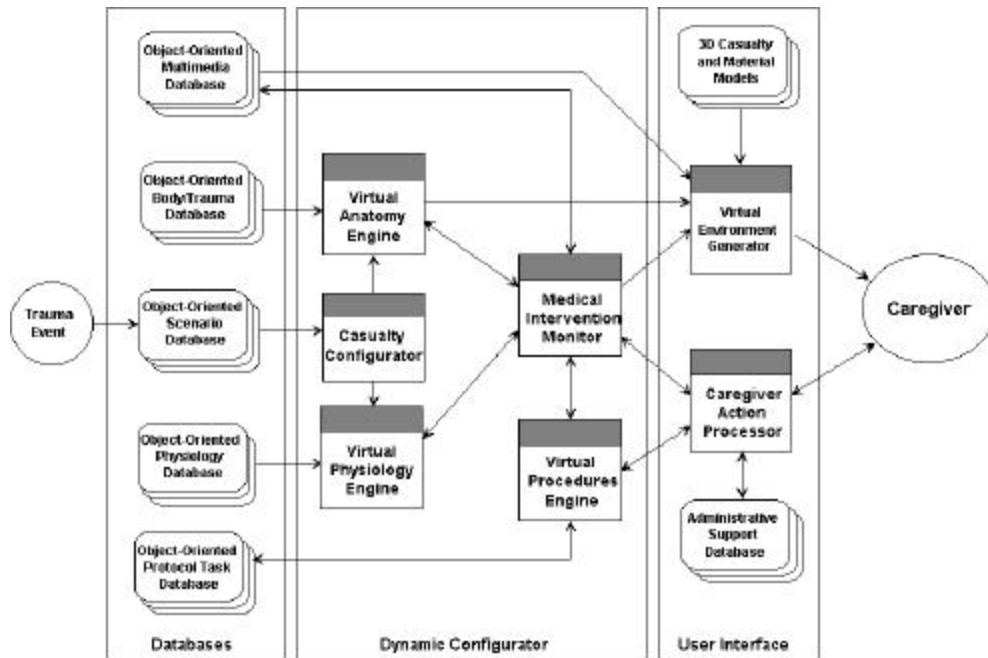 Object-Oriented
Multimedia
Database
3D Casualty
and Material
Models
Object-Oriented
Body/Trauma
Database
Virtual
Anatomy
Engine
Virtual
Environment
Generator
Trauma
Event
Object-Oriented
Scenario
Database
Casualty
Configurator
Medical
Intervention
Monitor
Caregiver
Object-Oriented
Physiology
Database
Virtual
Physiology
Engine
Virtual
Procedures
Engine
Caregiver
Action
Processor
Object-Oriented
Protocol Task
Database
Administrative
Support
Database
Databases
Dynamic Configurator
User Interface